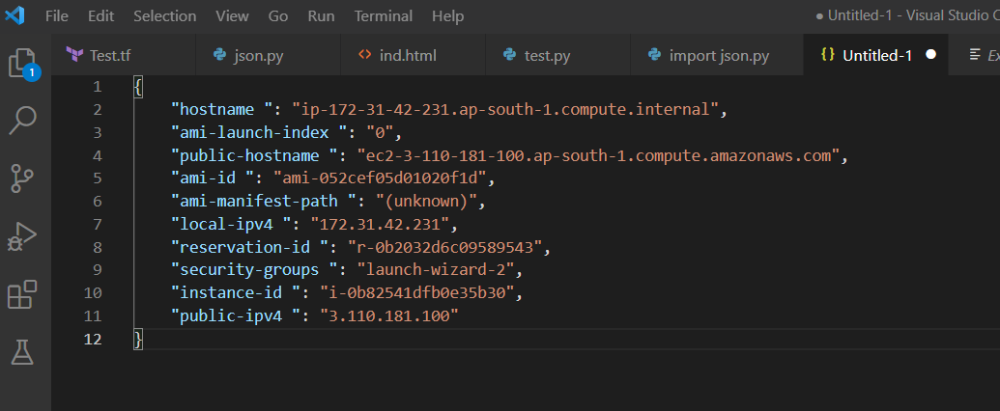 File Edit Selection View Go Run Terminal Help ● Untitled-1 - Visual Studio C
Test.tf json.py ind.html test.py import json.py {} Untitled-1 ● Ex
1 {
2 "hostname ": "ip-172-31-42-231.ap-south-1.compute.internal",
3 "ami-launch-index ": "0",
4 "public-hostname ": "ec2-3-110-181-100.ap-south-1.compute.amazonaws.com",
5 "ami-id ": "ami-052cef05d01020f1d",
6 "ami-manifest-path ": "(unknown)",
7 "local-ipv4 ": "172.31.42.231",
8 "reservation-id ": "r-0b2032d6c09589543",
9 "security-groups ": "launch-wizard-2",
10 "instance-id ": "i-0b82541dfb0e35b30",
11 "public-ipv4 ": "3.110.181.100"
12 }
1